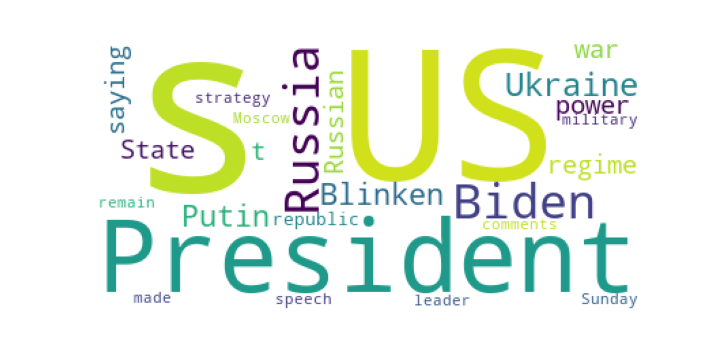 saying
S
US
Russia
war
Ukraine
strategy
Russian
power
Moscow
military
State
t
regime
Blinken
Biden
remain
Putin
republic
comments
President
made
speech
leader
Sunday